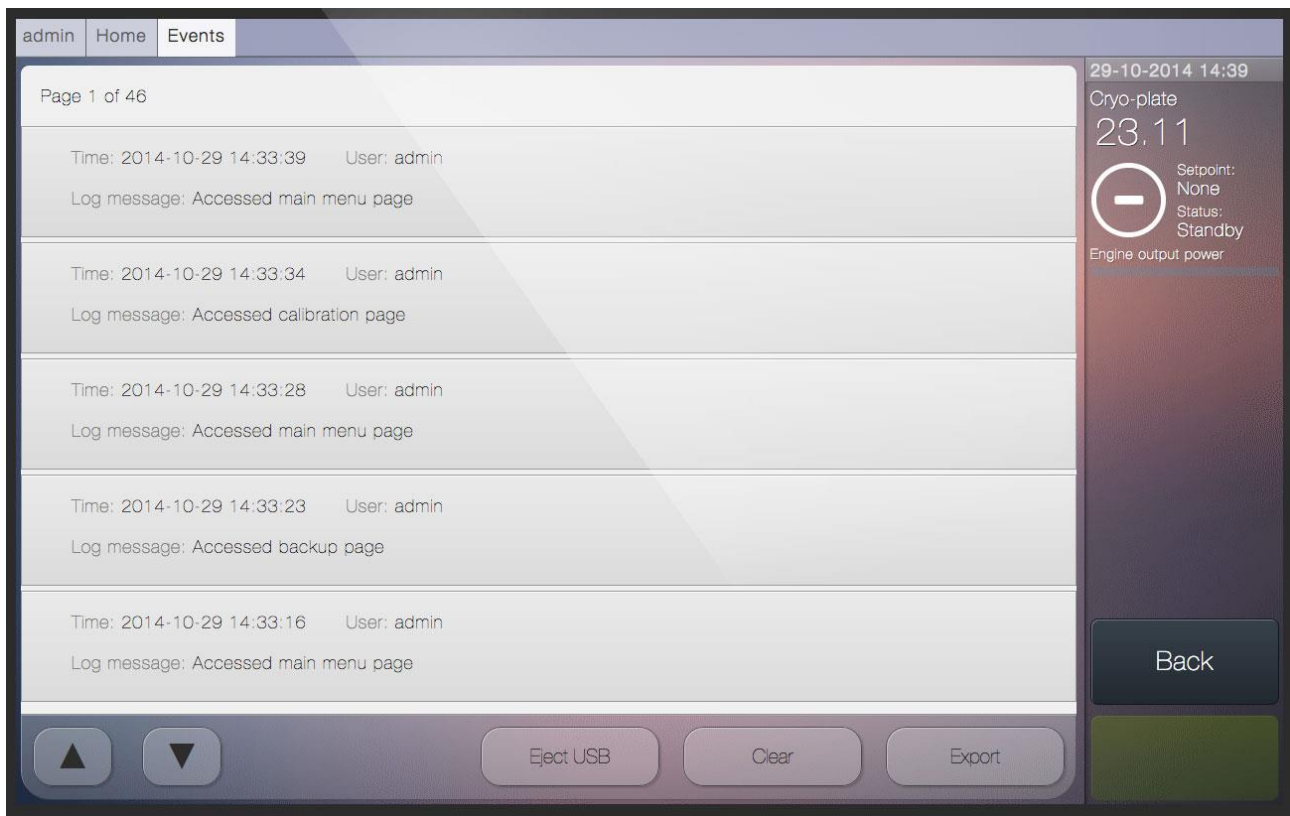 admin Home Events
Page 1 of 46
Time: 2014-10-29 14:33:39 User: admin
Log message: Accessed main menu page
Time: 2014-10-29 14:33:34 User: admin
Log message: Accessed calibration page
Time: 2014-10-29 14:33:28 User: admin
Log message: Accessed main menu page
Time: 2014-10-29 14:33:23 User: admin
Log message: Accessed backup page
Time: 2014-10-29 14:33:16 User: admin
Log message: Accessed main menu page
Eject USB Clear Export
29-10-2014 14:39
Cryo-plate
23.11
Setpoint:
None
Status:
Standby
Engine output power
Back